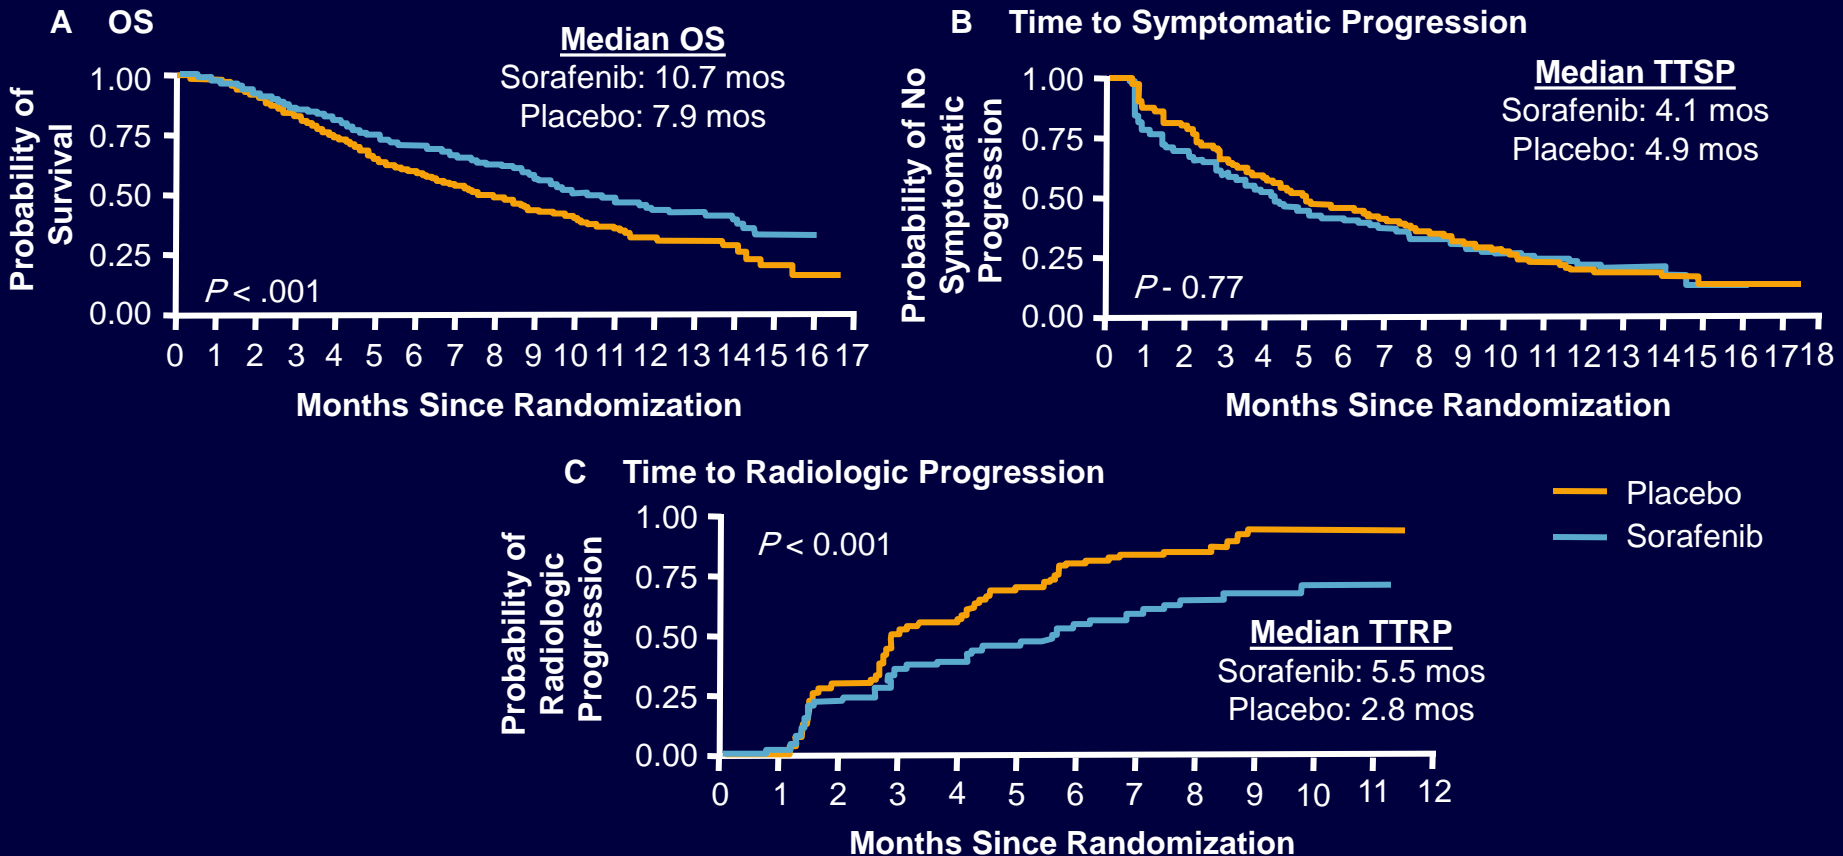 A OS
Median OS
Sorafenib: 10.7 mos
Placebo: 7.9 mos
Probability of
Survival
1.00
0.75
0.50
0.25
0.00
P < .001
0 1 2 3 4 5 6 7 8 9 10 11 12 13 14 15 16 17
Months Since Randomization
B Time to Symptomatic Progression
Median TTSP
Sorafenib: 4.1 mos
Placebo: 4.9 mos
Probability of No
Symptomatic
Progression
1.00
0.75
0.50
0.25
0.00
P - 0.77
0 1 2 3 4 5 6 7 8 9 10 11 12 13 14 15 16 17 18
Months Since Randomization
C Time to Radiologic Progression
Probability of
Radiologic
Progression
1.00
0.75
0.50
0.25
0.00
P < 0.001
Median TTRP
Sorafenib: 5.5 mos
Placebo: 2.8 mos
0 1 2 3 4 5 6 7 8 9 10 11 12
Months Since Randomization
Placebo
Sorafenib